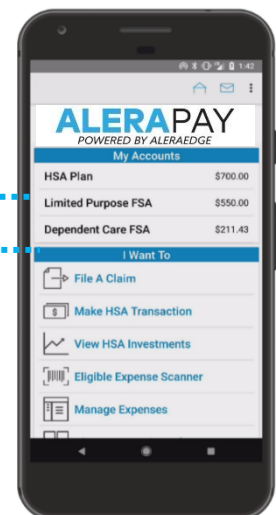 1:42
ALERAPAY
POWERED BY ALERAEDGE
My Accounts
HSA Plan $700.00
Limited Purpose FSA $550.00
Dependent Care FSA $211.43
I Want To
File A Claim
$ Make HSA Transaction
View HSA Investments
Eligible Expense Scanner
$ Manage Expenses